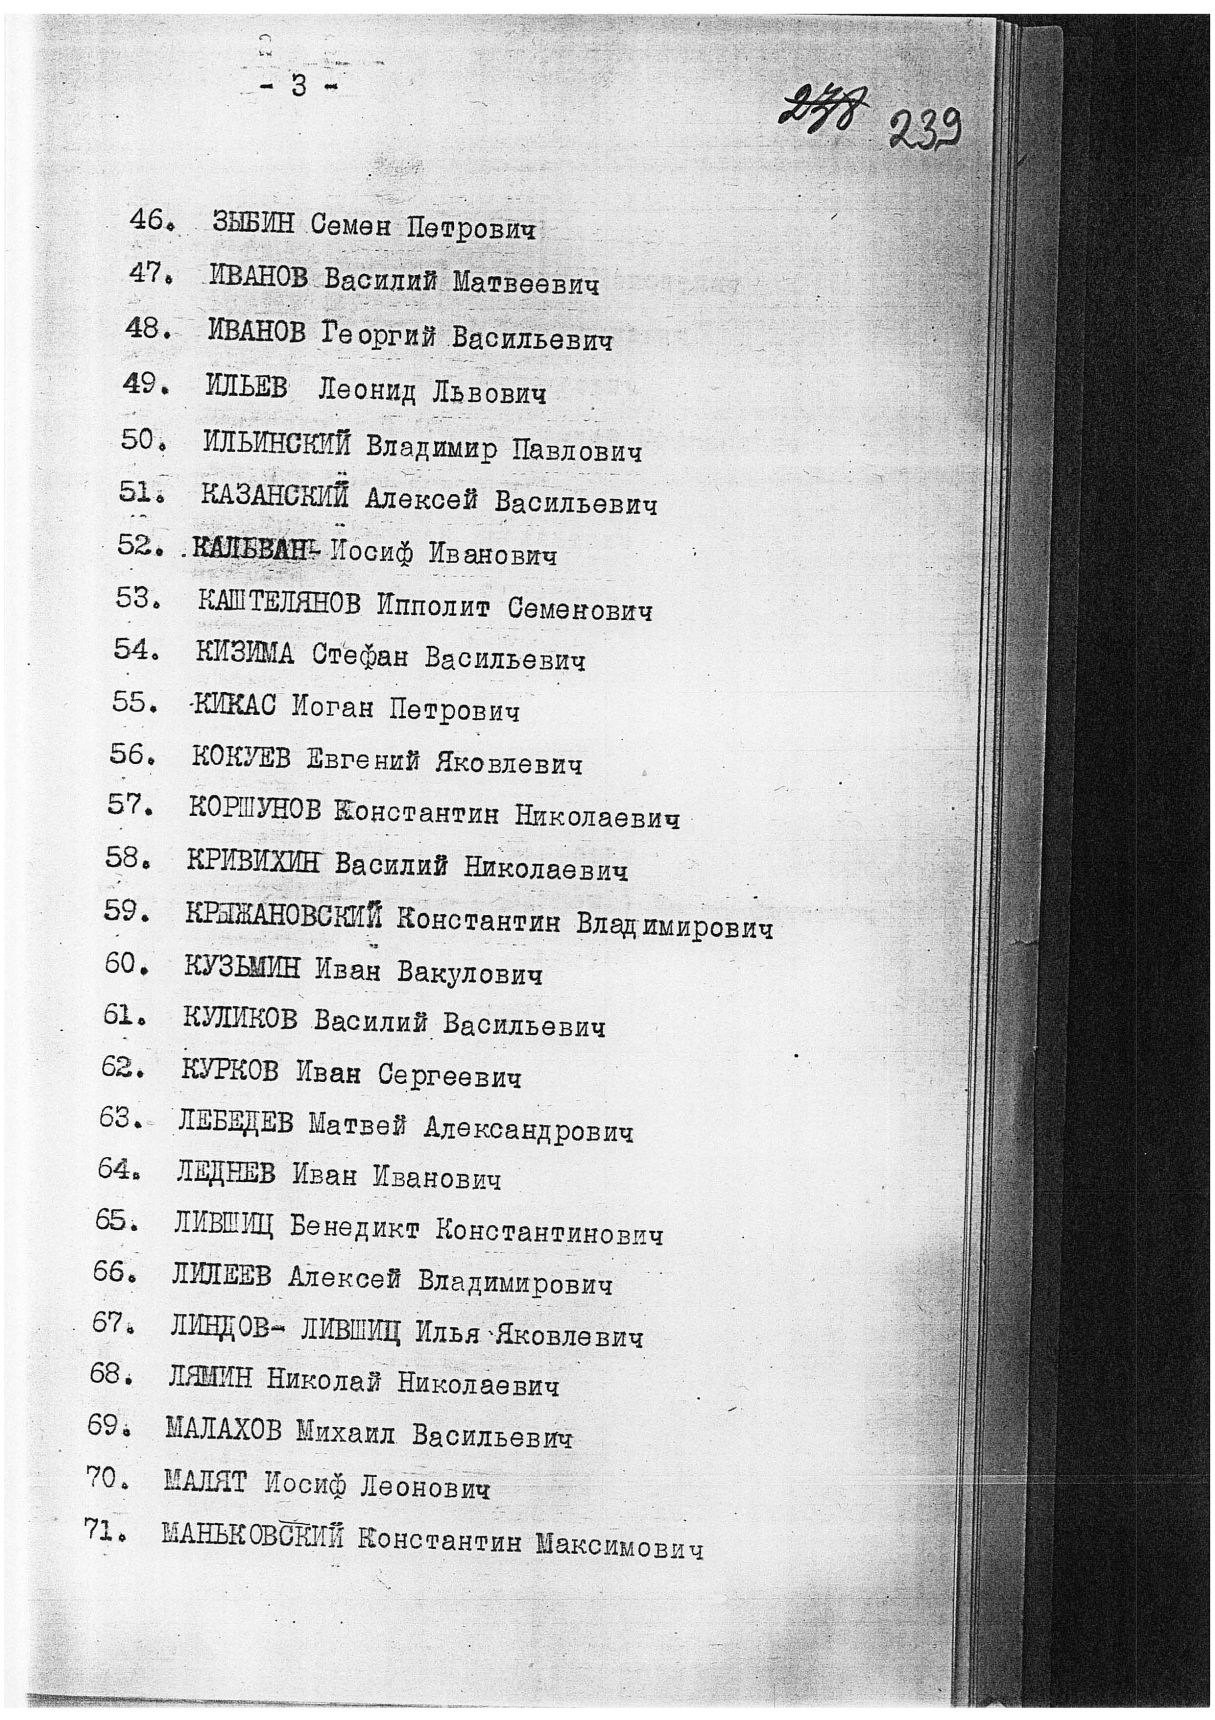 - 3 -
278 239
46. ЗЫБИН Семен Петрович
47. ИВАНОВ Василий Матвеевич
48. ИВАНОВ Георгий Васильевич
49. ИЛЬЕВ Леонид Львович
50. ИЛЬИНСКИЙ Владимир Павлович
51. КАЗАНСКИЙ Алексей Васильевич
52. КАЛЬВАН- Иосиф Иванович
53. КАШТЕЛЯНОВ Ипполит Семенович
54. КИЗИМА Стефан Васильевич
55. КИКАС Иоган Петрович
56. КОКУЕВ Евгений Яковлевич
57. КОРШУНОВ Константин Николаевич
58. КРИВИХИН Василий Николаевич
59. КРЫЖАНОВСКИЙ Константин Владимирович
60. КУЗЬМИН Иван Вакулович
61. КУЛИКОВ Василий Васильевич
62. КУРКОВ Иван Сергеевич
63. ЛЕБЕДЕВ Матвей Александрович
64. ЛЕДНЕВ Иван Иванович
65. ЛИВШИЦ Бенедикт Константинович
66. ЛИЛЕЕВ Алексей Владимирович
67. ЛИНДОВ- ЛИВШИЦ Илья Яковлевич
68. ЛЯМИН Николай Николаевич
69. МАЛАХОВ Михаил Васильевич
70. МАЛЯТ Иосиф Леонович
71. МАНЬКОВСКИЙ Константин Максимович